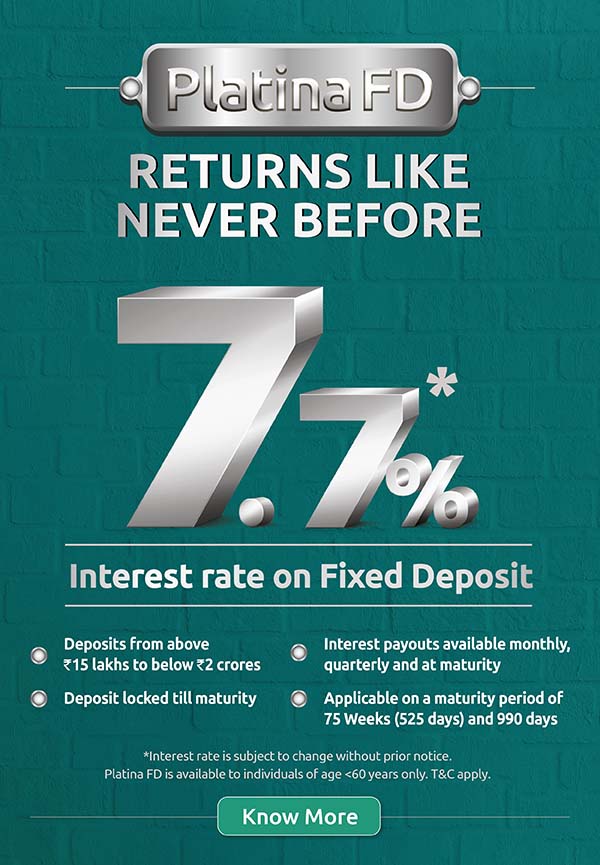 Platina FD
RETURNS LIKE
NEVER BEFORE
7.7%*
Interest rate on Fixed Deposit
Deposits from above
₹15 lakhs to below ₹2 crores
Deposit locked till maturity
Interest payouts available monthly,
quarterly and at maturity
Applicable on a maturity period of
75 Weeks (525 days) and 990 days
*Interest rate is subject to change without prior notice.
Platina FD is available to individuals of age <60 years only. T&C apply.
Know More